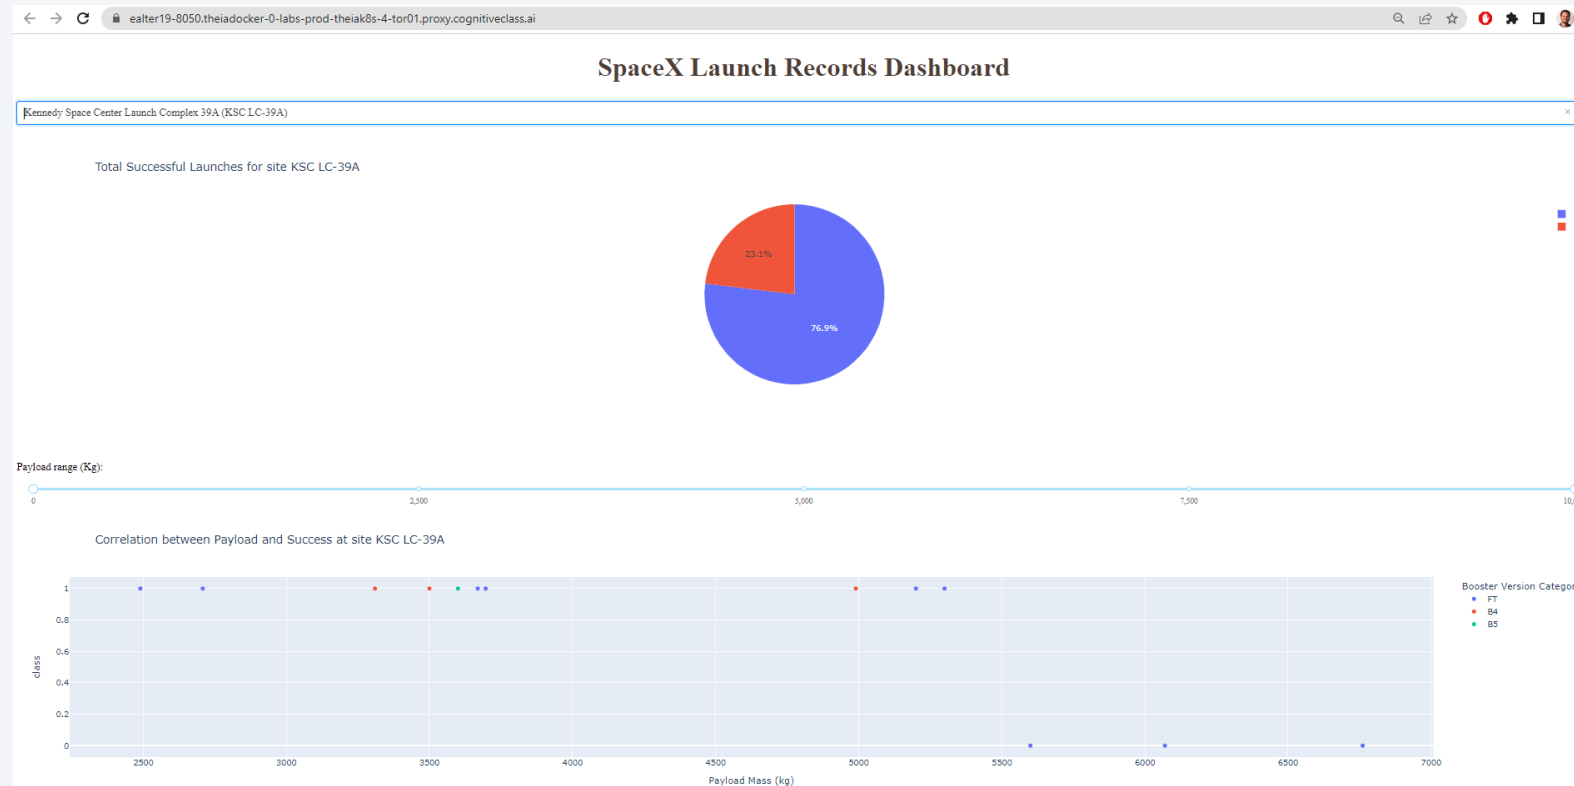 ealter19-8050.theiadocker-0-labs-prod-theiak8s-4-tor01.proxy.cognitiveclass.ai
SpaceX Launch Records Dashboard
Kennedy Space Center Launch Complex 39A (KSC LC-39A)
×
Total Successful Launches for site KSC LC-39A
23.1%
76.9%
Payload range (Kg):
0 2,500 5,000 7,500 10,
Correlation between Payload and Success at site KSC LC-39A
Booster Version Categor
FT
B4
B5
1
0.8
0.6
0.4
0.2
0
class
2500 3000 3500 4000 4500 5000 5500 6000 6500 7000
Payload Mass (kg)